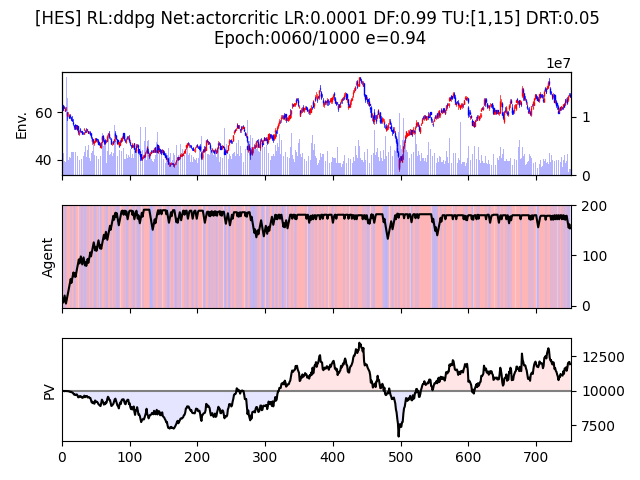 [HES] RL:ddpg Net:actorcritic LR:0.0001 DF:0.99 TU:[1,15] DRT:0.05
Epoch:0060/1000 e=0.94
1e7
Env.
60
40
1
0
Agent
200
100
0
PV
12500
10000
7500
0 100 200 300 400 500 600 700